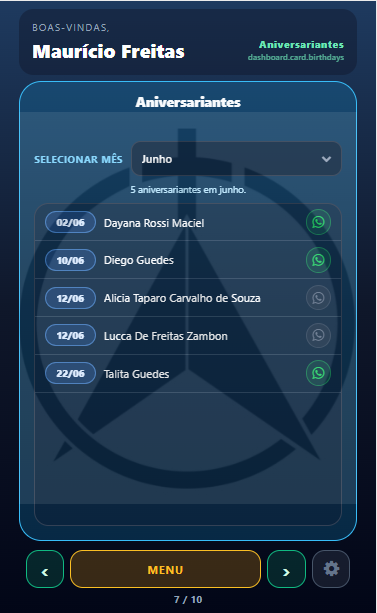 BOAS-VINDAS,
Maurício Freitas
Aniversariantes
dashboard.card.birthdays
Aniversariantes
SELECIONAR MÊS
Junho
5 aniversariantes em junho.
02/06 Dayana Rossi Maciel
10/06 Diego Guedes
12/06 Alicia Taparo Carvalho de Souza
12/06 Lucca De Freitas Zambon
22/06 Talita Guedes
‹ MENU ›
7 / 10